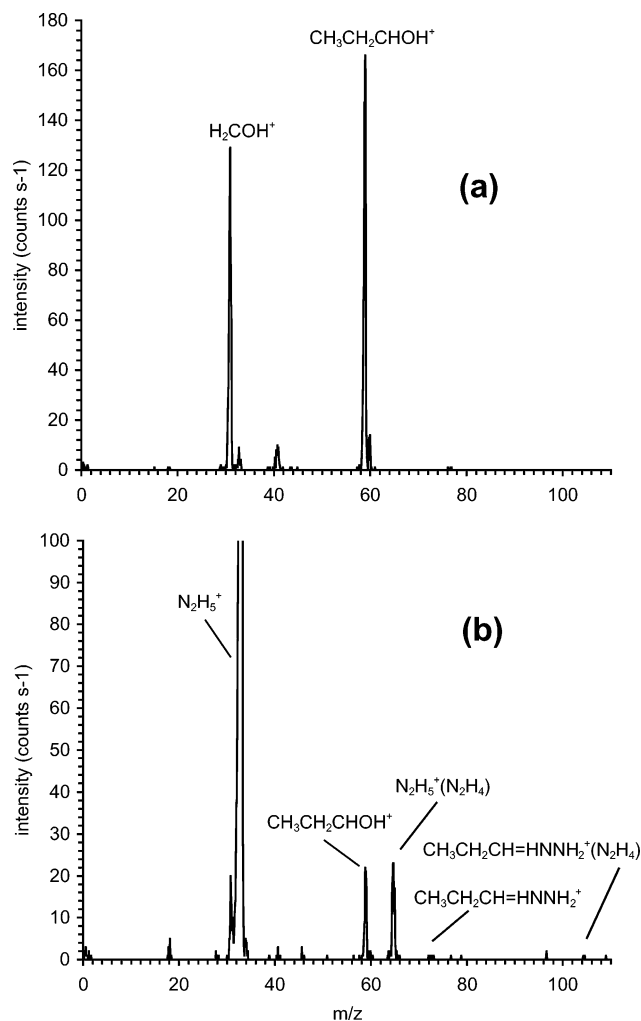 180
160
140
120
100
80
60
40
20
0
intensity (counts s-1)
H₂COH⁺
CH₃CH₂CHOH⁺
(a)
0 20 40 60 80 100
100
90
80
70
60
50
40
30
20
10
0
intensity (counts s-1)
N₂H₅⁺
(b)
N₂H₅⁺(N₂H₄)
CH₃CH₂CHOH⁺
CH₃CH₂CH=HNNH₂⁺(N₂H₄)
CH₃CH₂CH=HNNH₂⁺
0 20 40 60 80 100
m/z